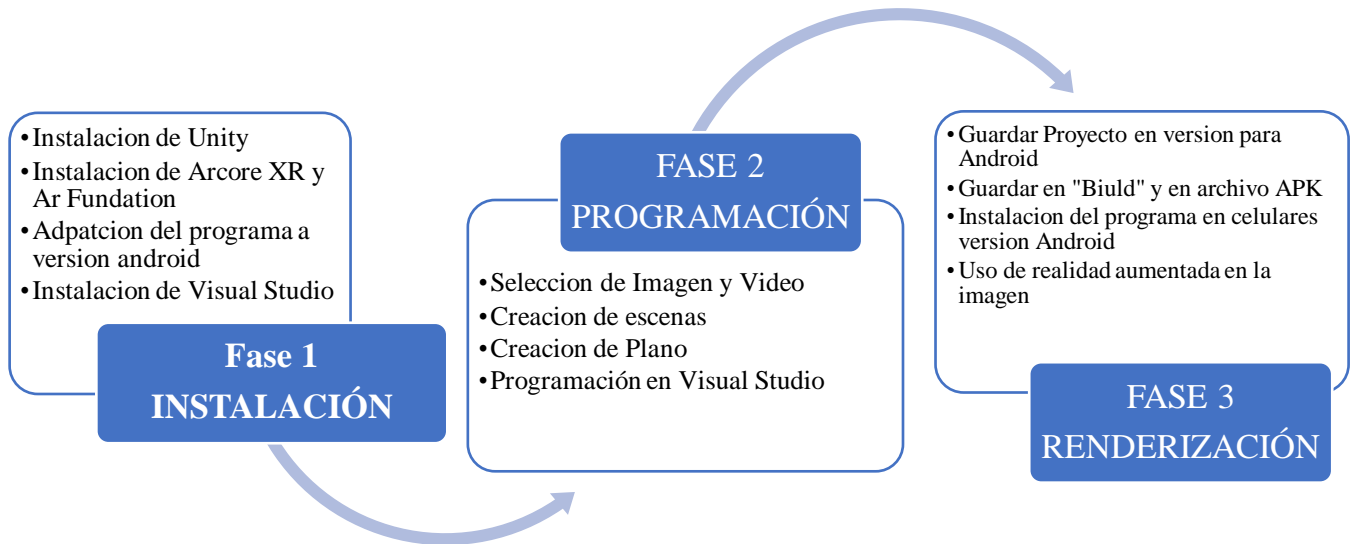 •Instalacion de Unity
•Instalacion de Arcore XR y
Ar Fundation
•Adpatcion del programa a
version android
•Instalacion de Visual Studio
Fase 1
INSTALACIÓN
FASE 2
PROGRAMACIÓN
•Seleccion de Imagen y Video
•Creacion de escenas
•Creacion de Plano
•Programación en Visual Studio
•Guardar Proyecto en version para
Android
•Guardar en "Biuld" y en archivo APK
•Instalacion del programa en celulares
version Android
•Uso de realidad aumentada en la
imagen
FASE 3
RENDERIZACIÓN